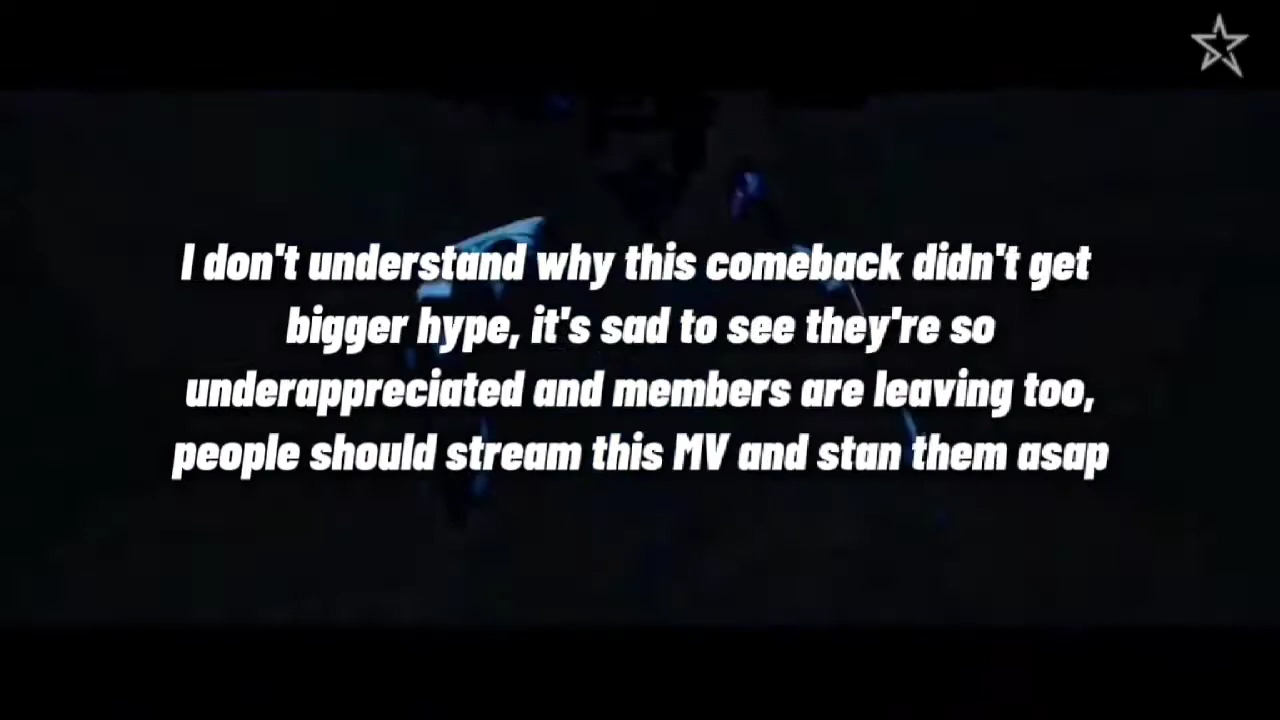 I don't understand why this comeback didn't get
bigger hype, it's sad to see they're so
underappreciated and members are leaving too,
people should stream this MV and stan them asap